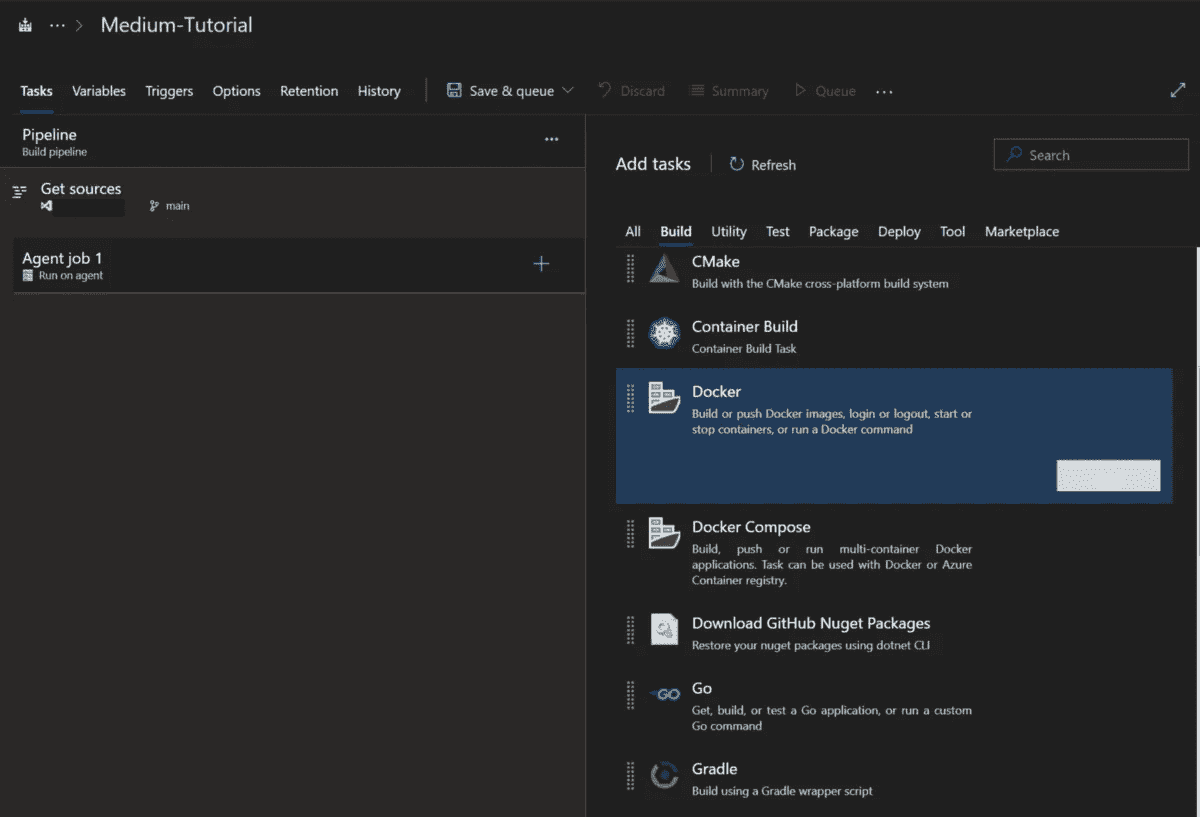 Medium-Tutorial
Tasks Variables Triggers Options Retention History Save & queue Discard Summary Queue
Pipeline
Build pipeline
Get sources
main
Agent job 1
Run on agent
Add tasks Refresh Search
All Build Utility Test Package Deploy Tool Marketplace
CMake
Build with the CMake cross-platform build system
Container Build
Container Build Task
Docker
Build or push Docker images, login or logout, start or
stop containers, or run a Docker command
Docker Compose
Build, push or run multi-container Docker
applications. Task can be used with Docker or Azure
Container registry.
Download GitHub Nuget Packages
Restore your nuget packages using dotnet CLI
GO
Go
Get, build, or test a Go application, or run a custom
Go command
Gradle
Build using a Gradle wrapper script